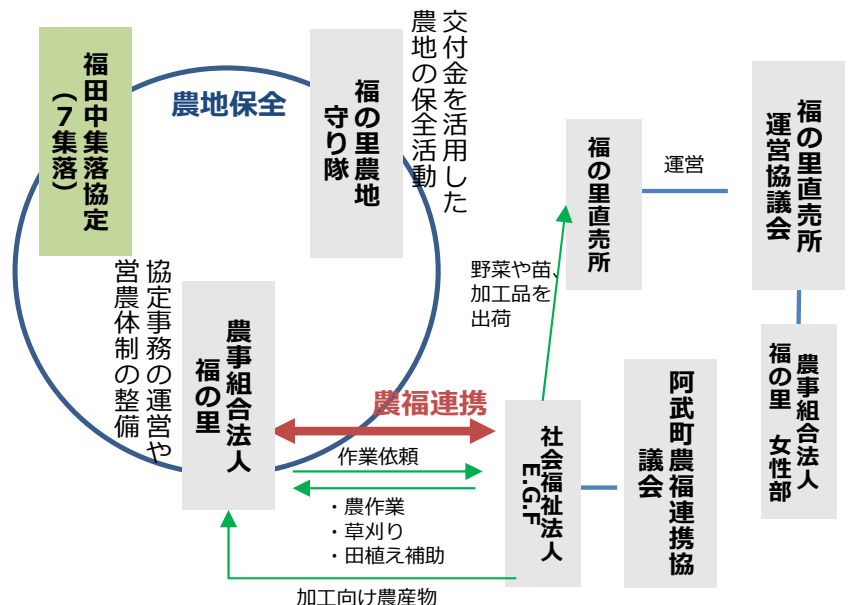 福田中集落協定
（７集落）
農地保全
福の里農地
守り隊
交付金を活用した
農地の保全活動
協定事務の運営や
営農体制の整備
農事組合法人
福の里
農福連携
作業依頼
・農作業
・草刈り
・田植え補助
加工向け農産物
社会福祉法人
E.G.F
阿武町農福連携協
議会
野菜や苗、
加工品を
出荷
福の里直売所
運営
福の里直売所
運営協議会
農事組合法人
福の里　女性部